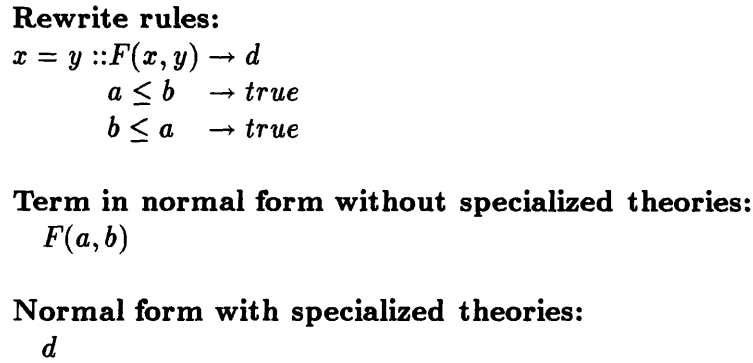 Rewrite rules:
x = y ::F(x, y) → d
a ≤ b → true
b ≤ a → true
Term in normal form without specialized theories:
F(a, b)
Normal form with specialized theories:
d